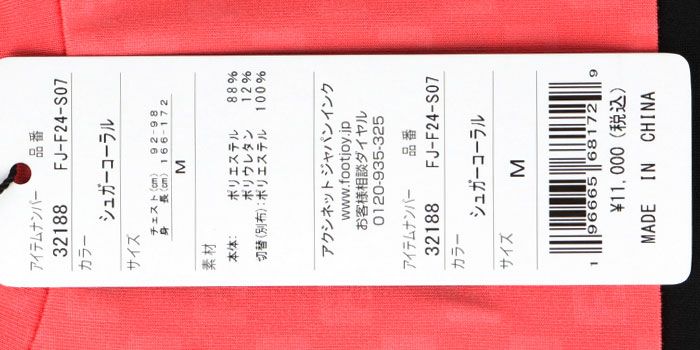 アイテムナンバー 品番
32188 FJ-F24-S07
カラー
シュガーコーラル
サイズ
チェスト(cm) 92-98
身 長(cm) 166-172
M
素材
本体: ポリエステル 88%
ポリウレタン 12%
切替(別布):ポリエステル 100%
アクシネット ジャパン インク
www.footjoy.jp
お客様相談ダイヤル
0120-935-325
アイテムナンバー 品番
32188 FJ-F24-S07
カラー
シュガーコーラル
サイズ
M
1 96665 68172 9
¥11,000 (税込)
MADE IN CHINA